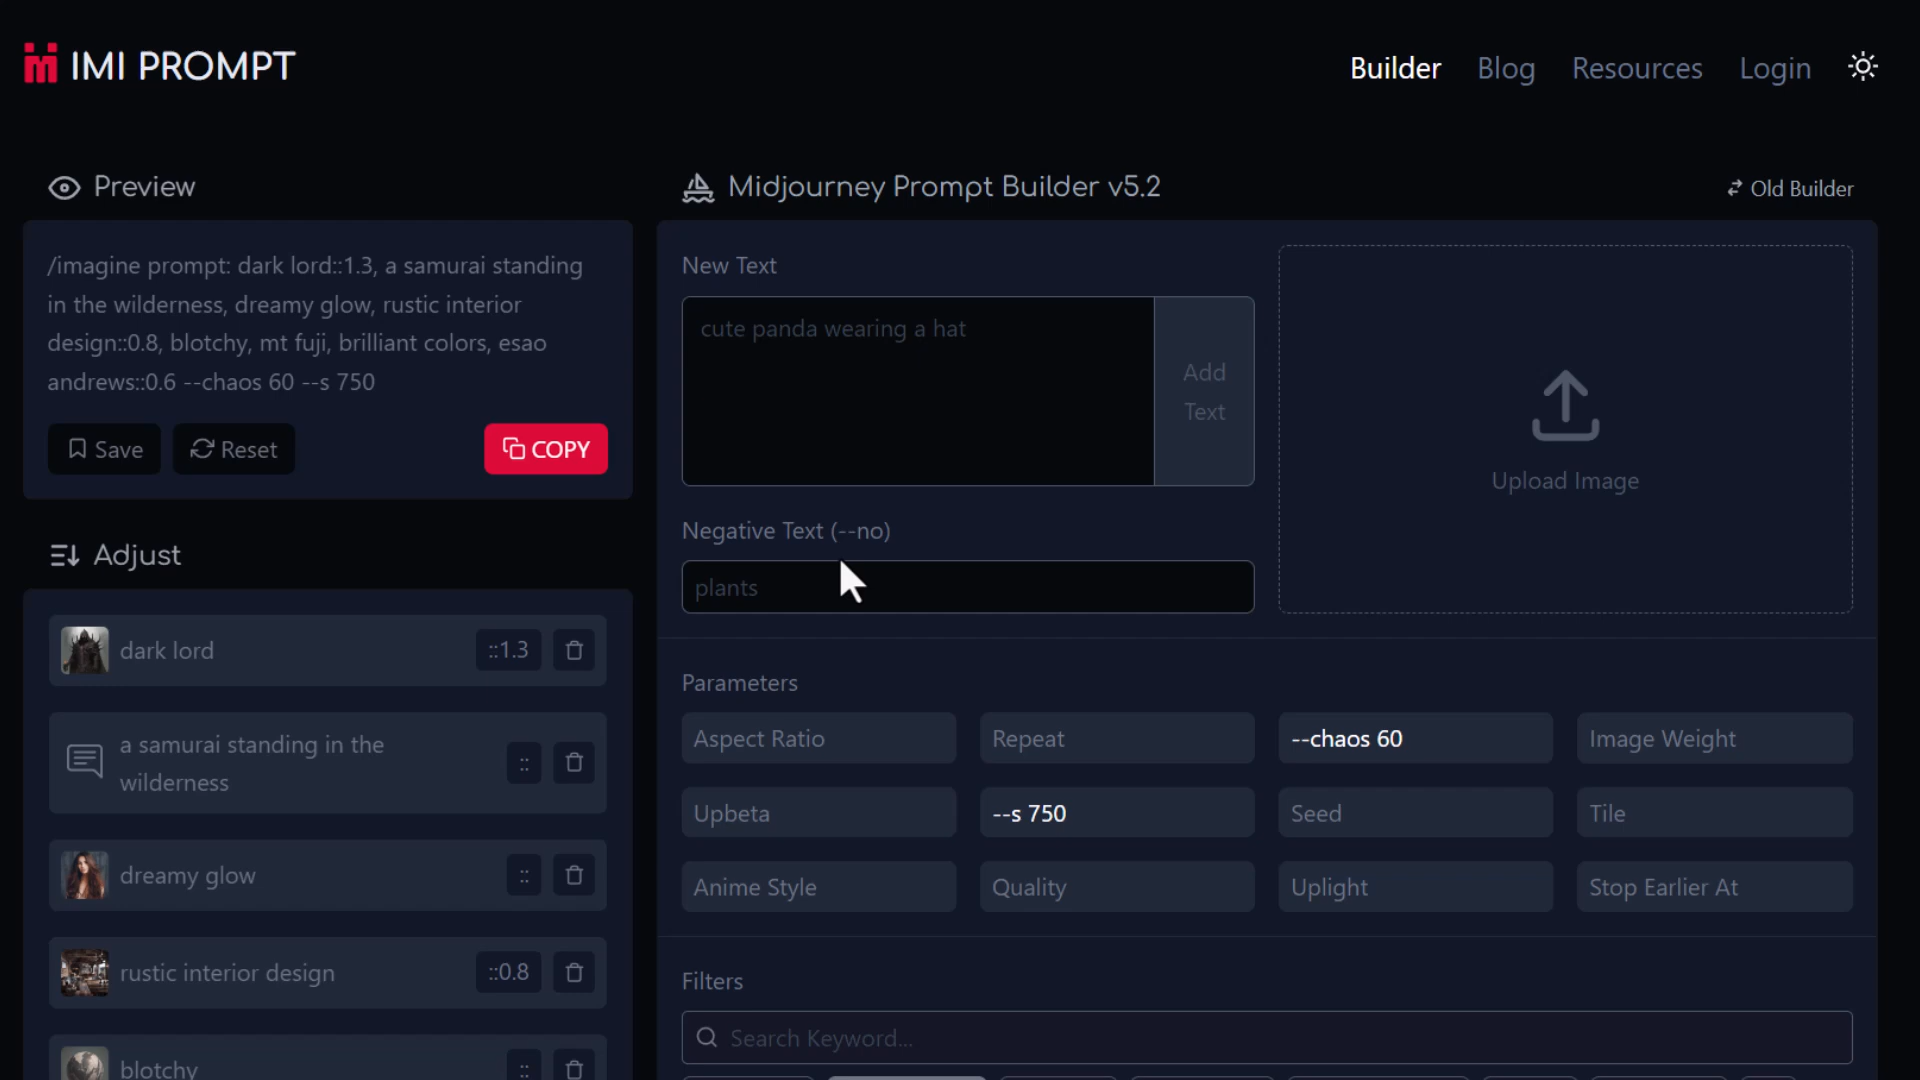 IMI PROMPT
Builder
Blog
Resources
Login
Preview
/imagine prompt: dark lord::1.3, a samurai standing
in the wilderness, dreamy glow, rustic interior
design::0.8, blotchy, mt fuji, brilliant colors, esao
andrews::0.6 --chaos 60 --s 750
Save
Reset
COPY
Adjust
dark lord
::1.3
a samurai standing in the
wilderness
::
dreamy glow
::
rustic interior design
::0.8
blotchy
::
Midjourney Prompt Builder v5.2
Old Builder
New Text
cute panda wearing a hat
Add
Text
Upload Image
Negative Text (--no)
plants
Parameters
Aspect Ratio
Repeat
--chaos 60
Image Weight
Upbeta
--s 750
Seed
Tile
Anime Style
Quality
Uplight
Stop Earlier At
Filters
Search Keyword...